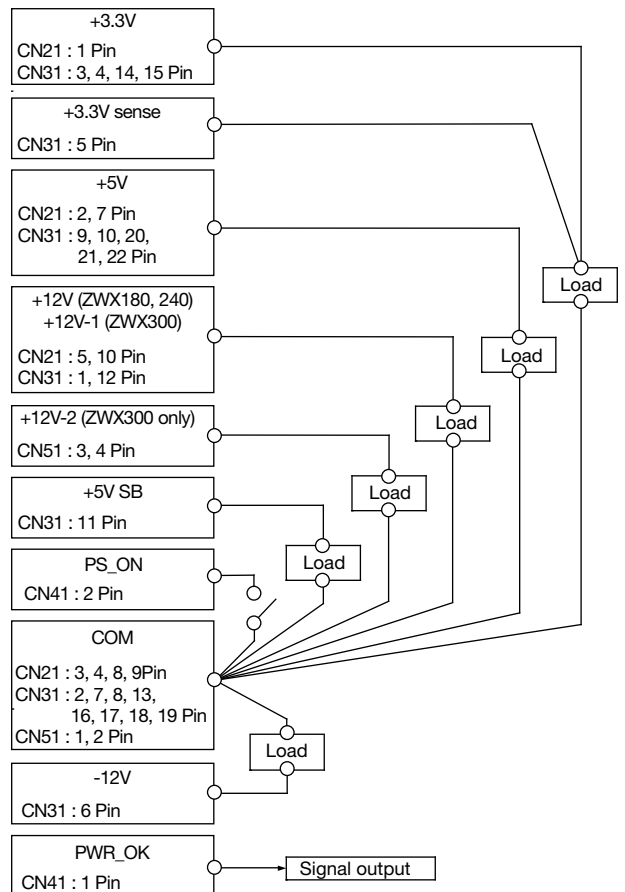 +3.3V
CN21 : 1 Pin
CN31 : 3, 4, 14, 15 Pin
+3.3V sense
CN31 : 5 Pin
+5V
CN21 : 2, 7 Pin
CN31 : 9, 10, 20,
21, 22 Pin
Load
+12V (ZWX180, 240)
+12V-1 (ZWX300)
CN21 : 5, 10 Pin
CN31 : 1, 12 Pin
Load
+12V-2 (ZWX300 only)
CN51 : 3, 4 Pin
Load
+5V SB
CN31 : 11 Pin
Load
PS_ON
CN41 : 2 Pin
Load
COM
CN21 : 3, 4, 8, 9Pin
CN31 : 2, 7, 8, 13,
16, 17, 18, 19 Pin
CN51 : 1, 2 Pin
Load
-12V
CN31 : 6 Pin
PWR_OK
CN41 : 1 Pin
Signal output